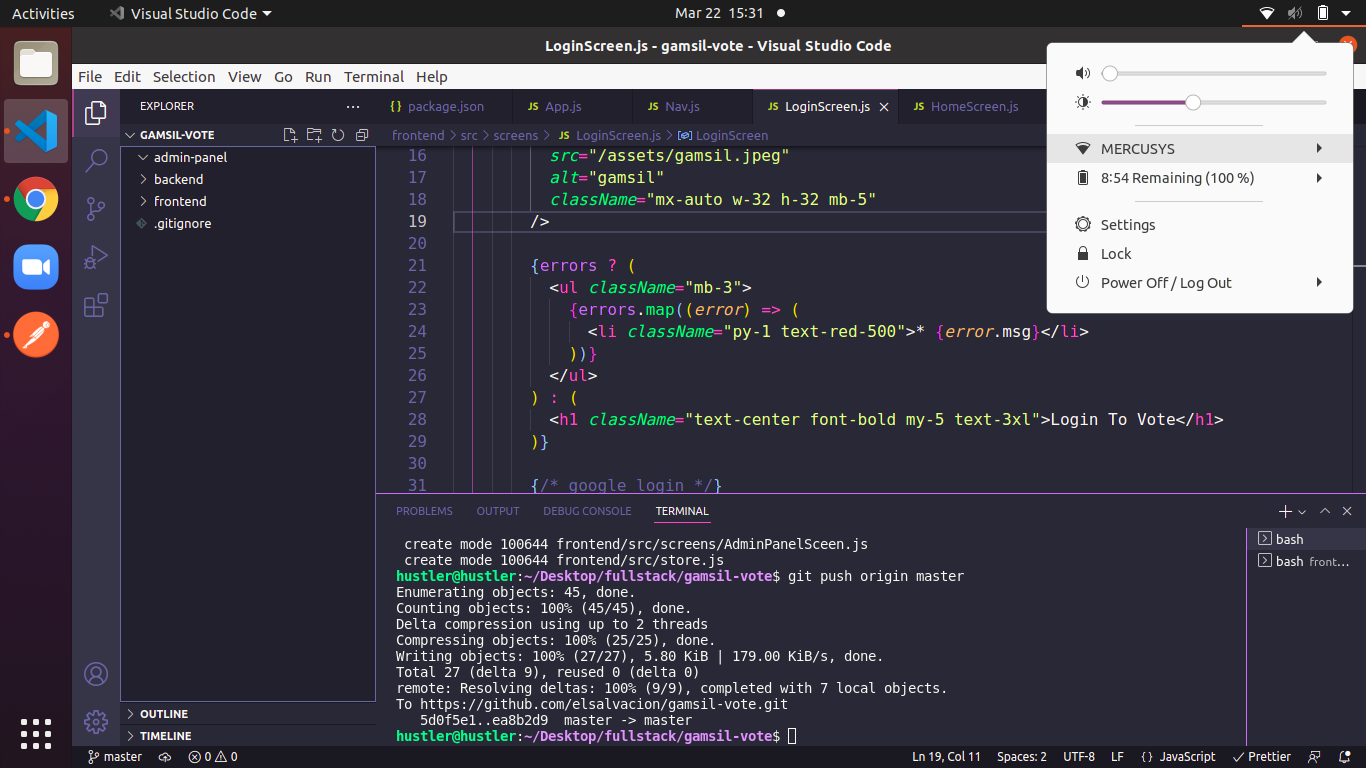 Activities Visual Studio Code Mar 22 15:31
LoginScreen.js - gamsil-vote - Visual Studio Code
File Edit Selection View Go Run Terminal Help
EXPLORER
GAMSIL-VOTE
admin-panel
backend
frontend
.gitignore
OUTLINE
TIMELINE
{ } package.json JS App.js JS Nav.js JS LoginScreen.js JS HomeScreen.js
frontend > src > screens > JS LoginScreen.js > LoginScreen
16 src="/assets/gamsil.jpeg"
17 alt="gamsil"
18 className="mx-auto w-32 h-32 mb-5"
19 />
20
21 {errors ? (
22 <ul className="mb-3">
23 {errors.map((error) => (
24 <li className="py-1 text-red-500">* {error.msg}</li>
25 ))}
26 </ul>
27 ) : (
28 <h1 className="text-center font-bold my-5 text-3xl">Login To Vote</h1>
29 )}
30
31 {/* google login */}
MERCUSYS
8:54 Remaining (100 %)
Settings
Lock
Power Off / Log Out
PROBLEMS OUTPUT DEBUG CONSOLE TERMINAL
create mode 100644 frontend/src/screens/AdminPanelSceen.js
create mode 100644 frontend/src/store.js
hustler@hustler:~/Desktop/fullstack/gamsil-vote$ git push origin master
Enumerating objects: 45, done.
Counting objects: 100% (45/45), done.
Delta compression using up to 2 threads
Compressing objects: 100% (25/25), done.
Writing objects: 100% (27/27), 5.80 KiB | 179.00 KiB/s, done.
Total 27 (delta 9), reused 0 (delta 0)
remote: Resolving deltas: 100% (9/9), completed with 7 local objects.
To https://github.com/elsalvacion/gamsil-vote.git
5d0f5e1..ea8b2d9 master -> master
hustler@hustler:~/Desktop/fullstack/gamsil-vote$
bash
bash front...
master 0 0 Ln 19, Col 11 Spaces: 2 UTF-8 LF { } JavaScript Prettier